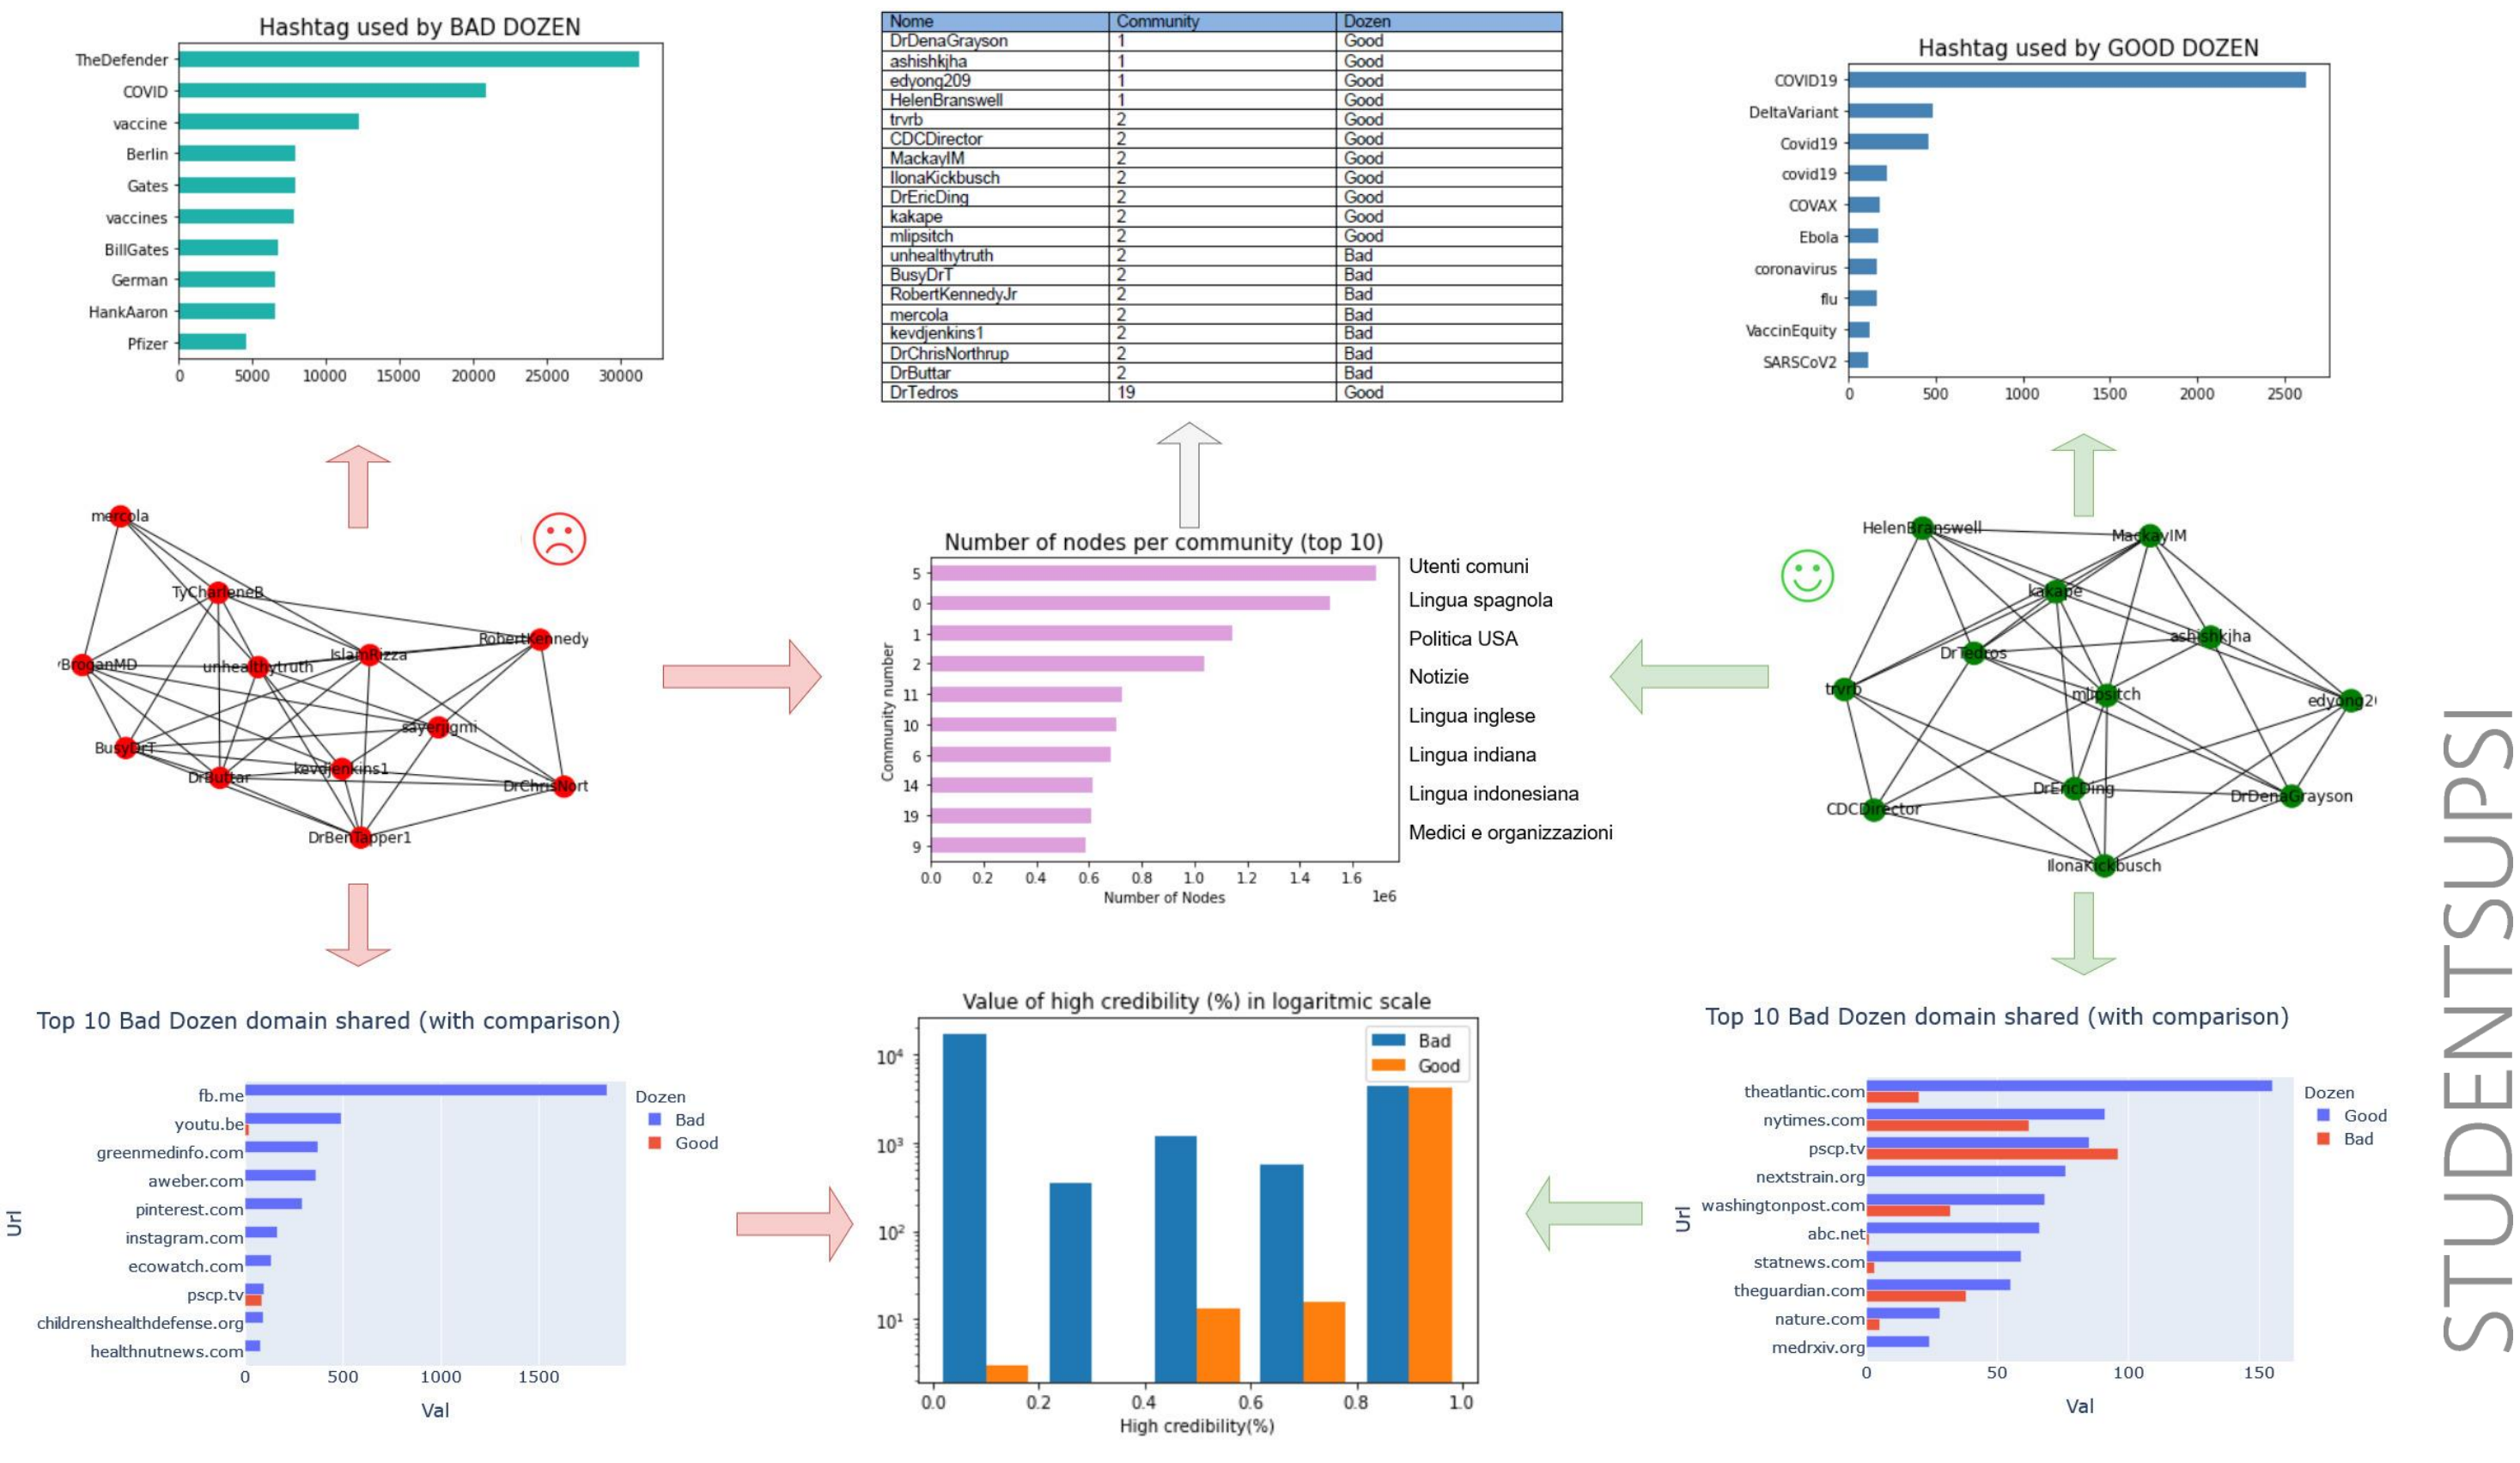 Hashtag used by BAD DOZEN
TheDefender
COVID
vaccine
Berlin
Gates
vaccines
BillGates
German
HankAaron
Pfizer
0 5000 10000 15000 20000 25000 30000
Nome Community Dozen
DrDenaGrayson 1 Good
ashishkjha 1 Good
edyong209 1 Good
HelenBranswell 1 Good
trvrb 2 Good
CDCDirector 2 Good
MackayIM 2 Good
IlonaKickbusch 2 Good
DrEricDing 2 Good
kakape 2 Good
mlipsitch 2 Good
unhealthytruth 2 Bad
BusyDrT 2 Bad
RobertKennedyJr 2 Bad
mercola 2 Bad
kevdjenkins1 2 Bad
DrChrisNorthrup 2 Bad
DrButtar 2 Bad
DrTedros 19 Good
Hashtag used by GOOD DOZEN
COVID19
DeltaVariant
Covid19
covid19
COVAX
Ebola
coronavirus
flu
VaccinEquity
SARSCoV2
0 500 1000 1500 2000 2500
mercola
TyCharleneB
RobertKennedy
IslamRizza
BroganMD
unhealthytruth
sayerjigmi
BusyDrT
kevdjenkins1
DrButtar
DrChrisNort
DrBenTapper1
Number of nodes per community (top 10)
Community number
5
0
1
2
11
10
6
14
19
9
0.0 0.2 0.4 0.6 0.8 1.0 1.2 1.4 1.6
Number of Nodes
1e6
Utenti comuni
Lingua spagnola
Politica USA
Notizie
Lingua inglese
Lingua indiana
Lingua indonesiana
Medici e organizzazioni
HelenBranswell
MackayIM
kakape
ashishkjha
DrTedros
trvrb
mlipsitch
edyong2
DrEricDing
DrDenaGrayson
CDCDirector
IlonaKickbusch
Top 10 Bad Dozen domain shared (with comparison)
Url
fb.me
youtu.be
greenmedinfo.com
aweber.com
pinterest.com
instagram.com
ecowatch.com
pscp.tv
childrenshealthdefense.org
healthnutnews.com
0 500 1000 1500
Val
Dozen
Bad
Good
Value of high credibility (%) in logaritmic scale
Bad
Good
10⁴
10³
10²
10¹
0.0 0.2 0.4 0.6 0.8 1.0
High credibility(%)
Top 10 Bad Dozen domain shared (with comparison)
Url
theatlantic.com
nytimes.com
pscp.tv
nextstrain.org
washingtonpost.com
abc.net
statnews.com
theguardian.com
nature.com
medrxiv.org
0 50 100 150
Val
Dozen
Good
Bad
STUDENTSUPSI